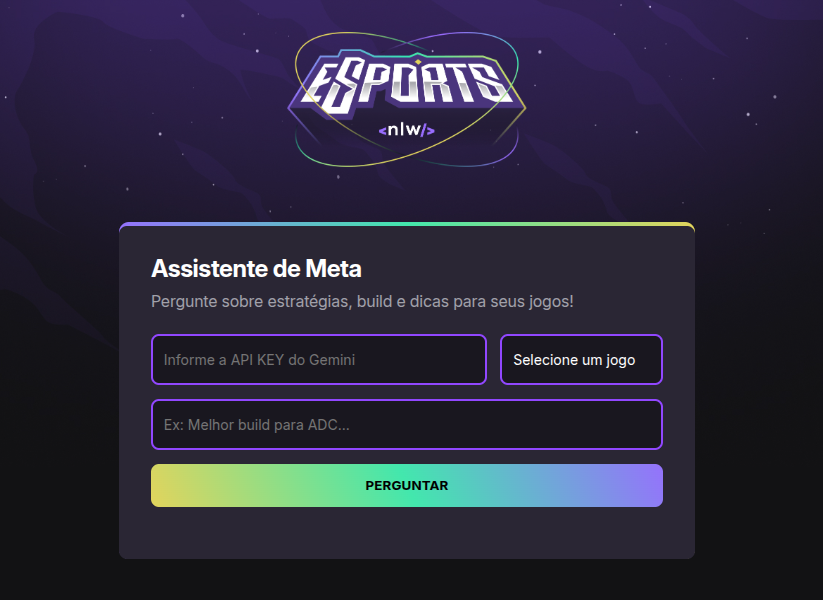 ESPORTS
<nlw/>
Assistente de Meta
Pergunte sobre estratégias, build e dicas para seus jogos!
Informe a API KEY do Gemini
Selecione um jogo
Ex: Melhor build para ADC...
PERGUNTAR